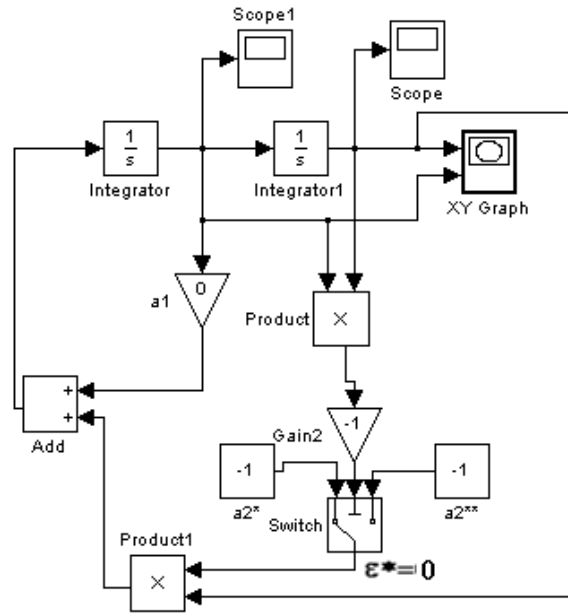 Scope1
Scope
1
s
Integrator
1
s
Integrator1
XY Graph
0
a1
Product
×
-1
Gain2
+
+
Add
-1
a2*
-1
a2**
Switch
Product1
×
ε*=0